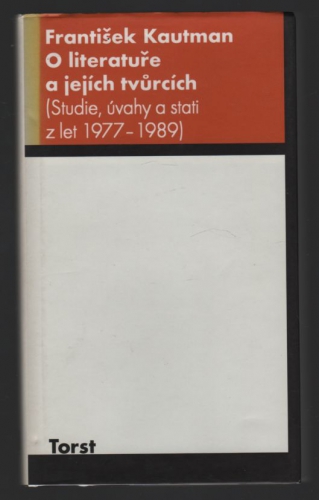 František Kautman
O literatuře
a jejích tvůrcích
(Studie, úvahy a stati
z let 1977–1989)
Torst